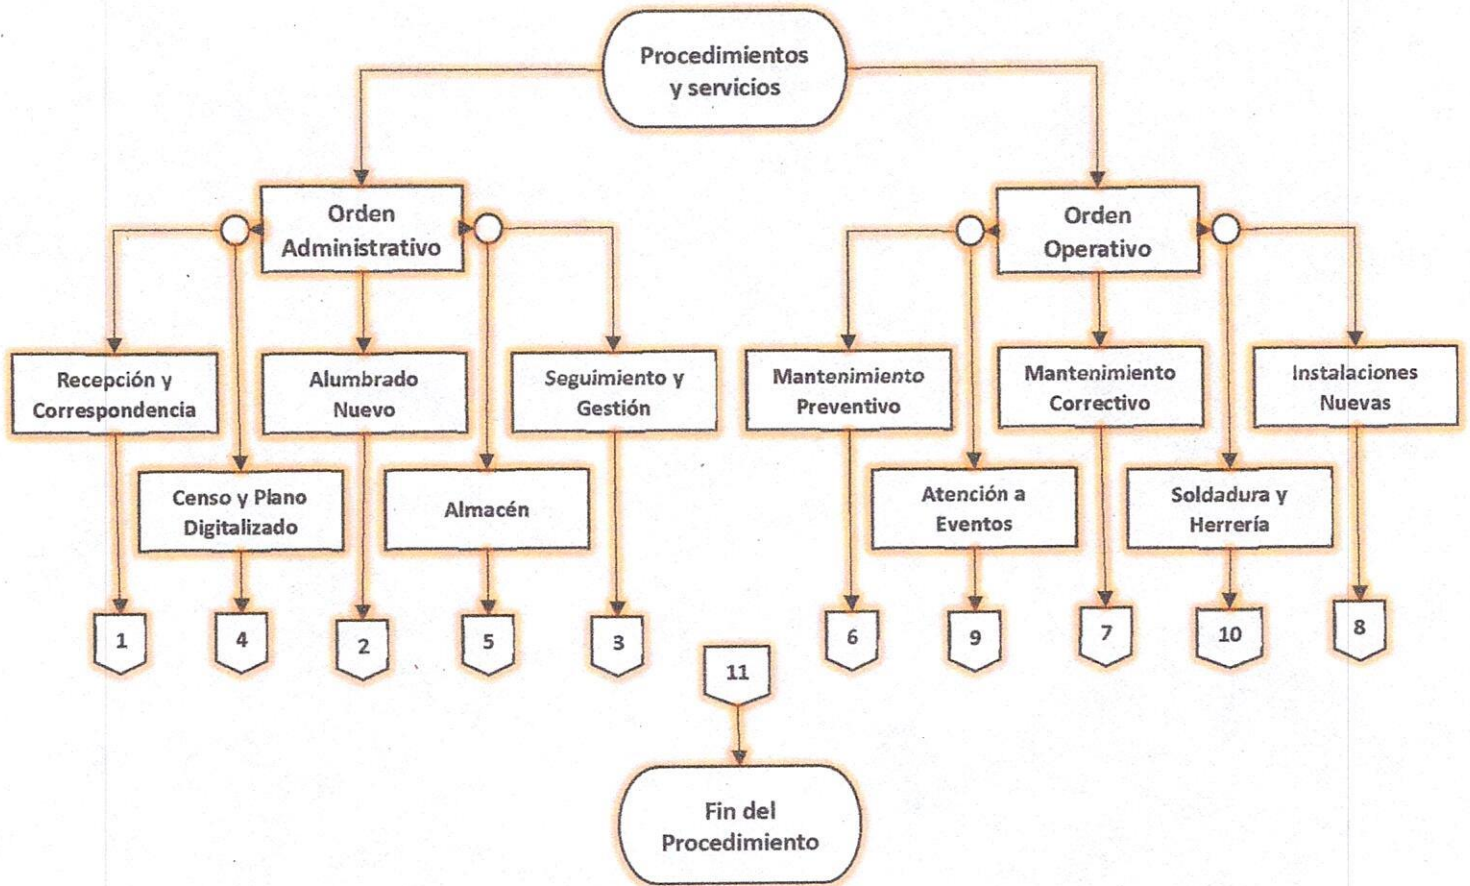 Procedimientos
y servicios
Orden
Administrativo
Orden
Operativo
Recepción y
Correspondencia
Alumbrado
Nuevo
Seguimiento y
Gestión
Mantenimiento
Preventivo
Mantenimiento
Correctivo
Instalaciones
Nuevas
Censo y Plano
Digitalizado
Almacén
Atención a
Eventos
Soldadura y
Herrería
1
4
2
5
3
6
9
7
10
8
11
Fin del
Procedimiento